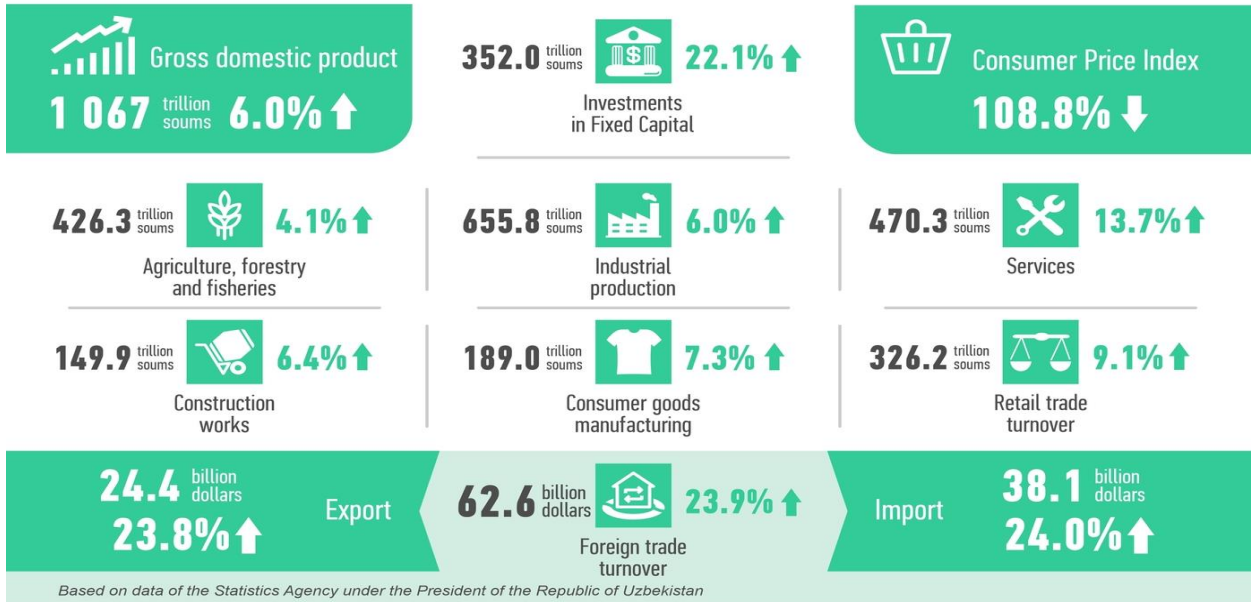 Gross domestic product
1 067 trillion soums 6.0%
352.0 trillion soums $ 22.1%
Investments
in Fixed Capital
Consumer Price Index
108.8%
426.3 trillion soums 4.1%
Agriculture, forestry
and fisheries
655.8 trillion soums 6.0%
Industrial
production
470.3 trillion soums 13.7%
Services
149.9 trillion soums 6.4%
Construction
works
189.0 trillion soums 7.3%
Consumer goods
manufacturing
326.2 trillion soums 9.1%
Retail trade
turnover
24.4 billion dollars
23.8%
Export
62.6 billion dollars 23.9%
Foreign trade
turnover
Import
38.1 billion dollars
24.0%
Based on data of the Statistics Agency under the President of the Republic of Uzbekistan